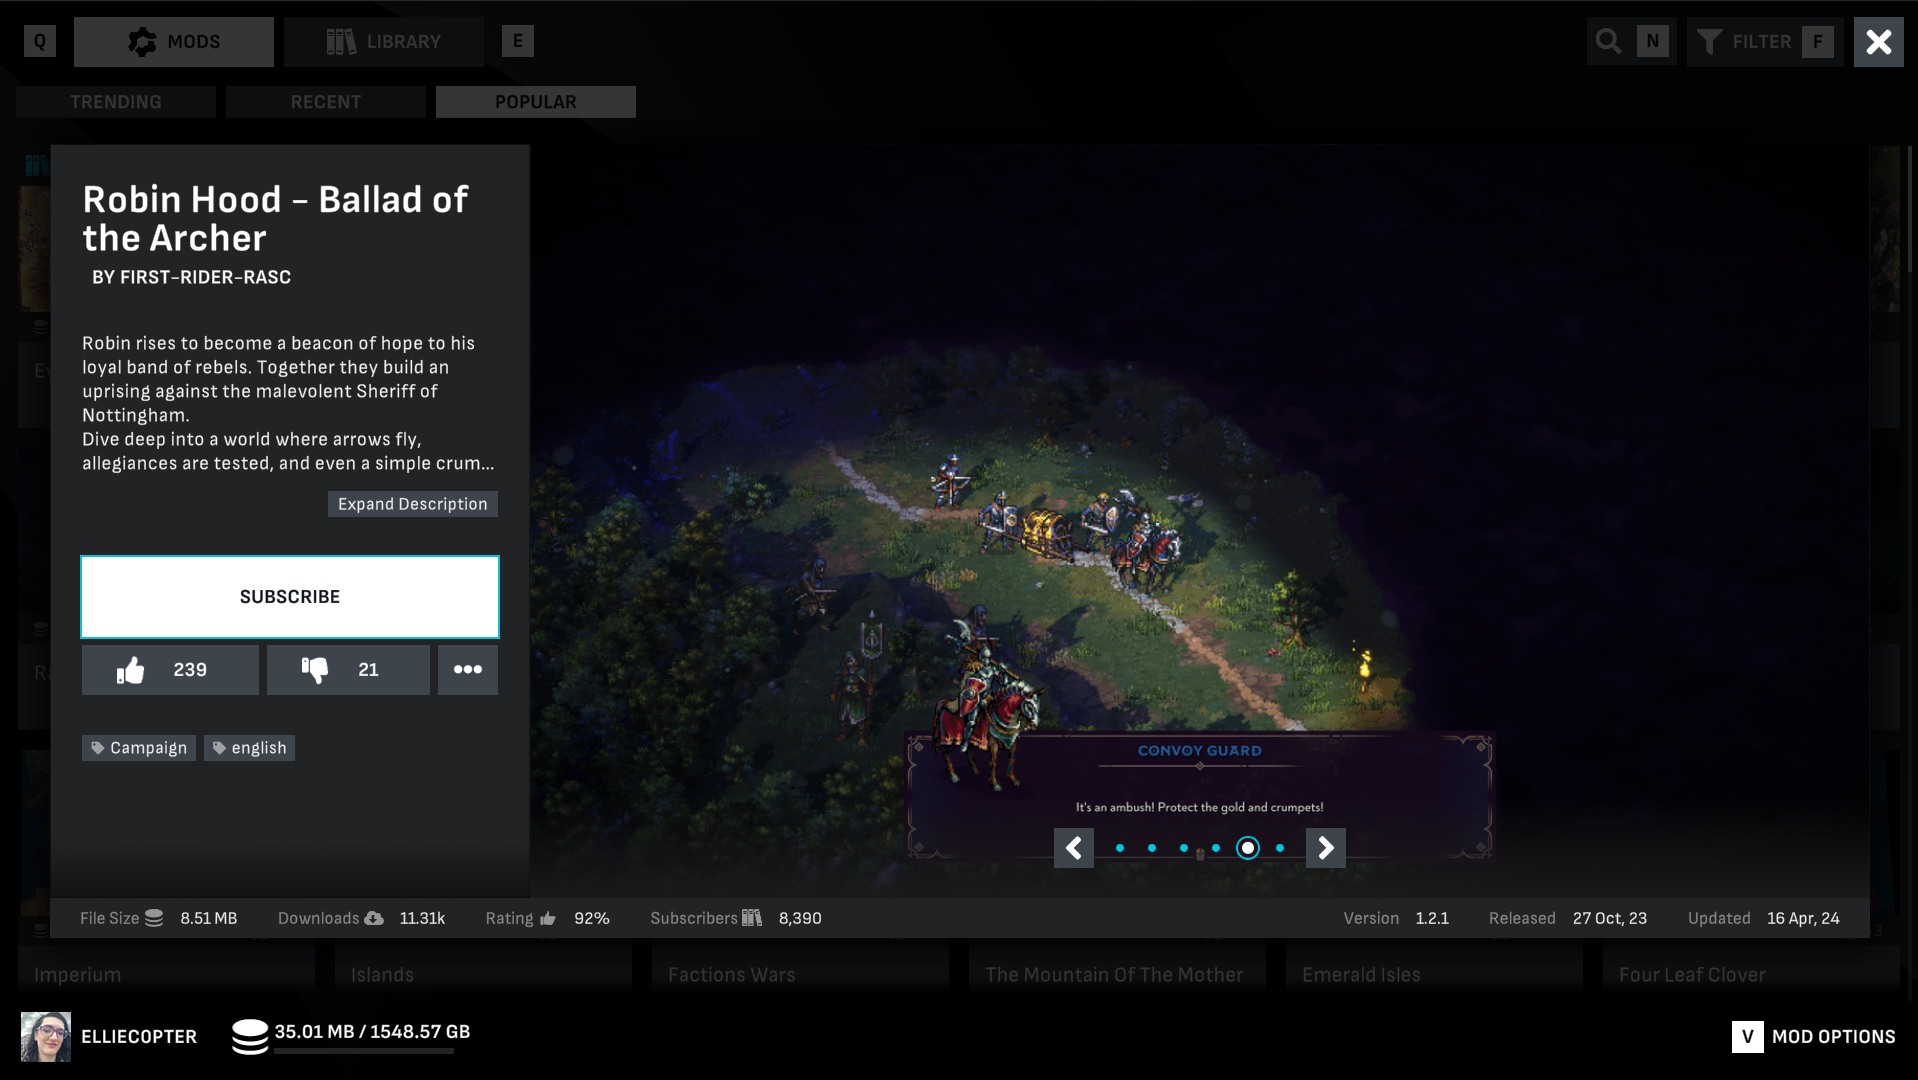 Q
MODS
LIBRARY
E
N
FILTER
F
TRENDING
RECENT
POPULAR
Robin Hood - Ballad of
the Archer
BY FIRST-RIDER-RASC
Robin rises to become a beacon of hope to his
loyal band of rebels. Together they build an
uprising against the malevolent Sheriff of
Nottingham.
Dive deep into a world where arrows fly,
allegiances are tested, and even a simple crum...
Expand Description
SUBSCRIBE
239
21
Campaign
english
CONVOY GUARD
It's an ambush! Protect the gold and crumpets!
File Size 8.51 MB
Downloads 11.31k
Rating 92%
Subscribers 8,390
Version 1.2.1
Released 27 Oct, 23
Updated 16 Apr, 24
Imperium
Islands
Factions Wars
The Mountain Of The Mother
Emerald Isles
Four Leaf Clover
ELLIECOPTER
35.01 MB / 1548.57 GB
V
MOD OPTIONS